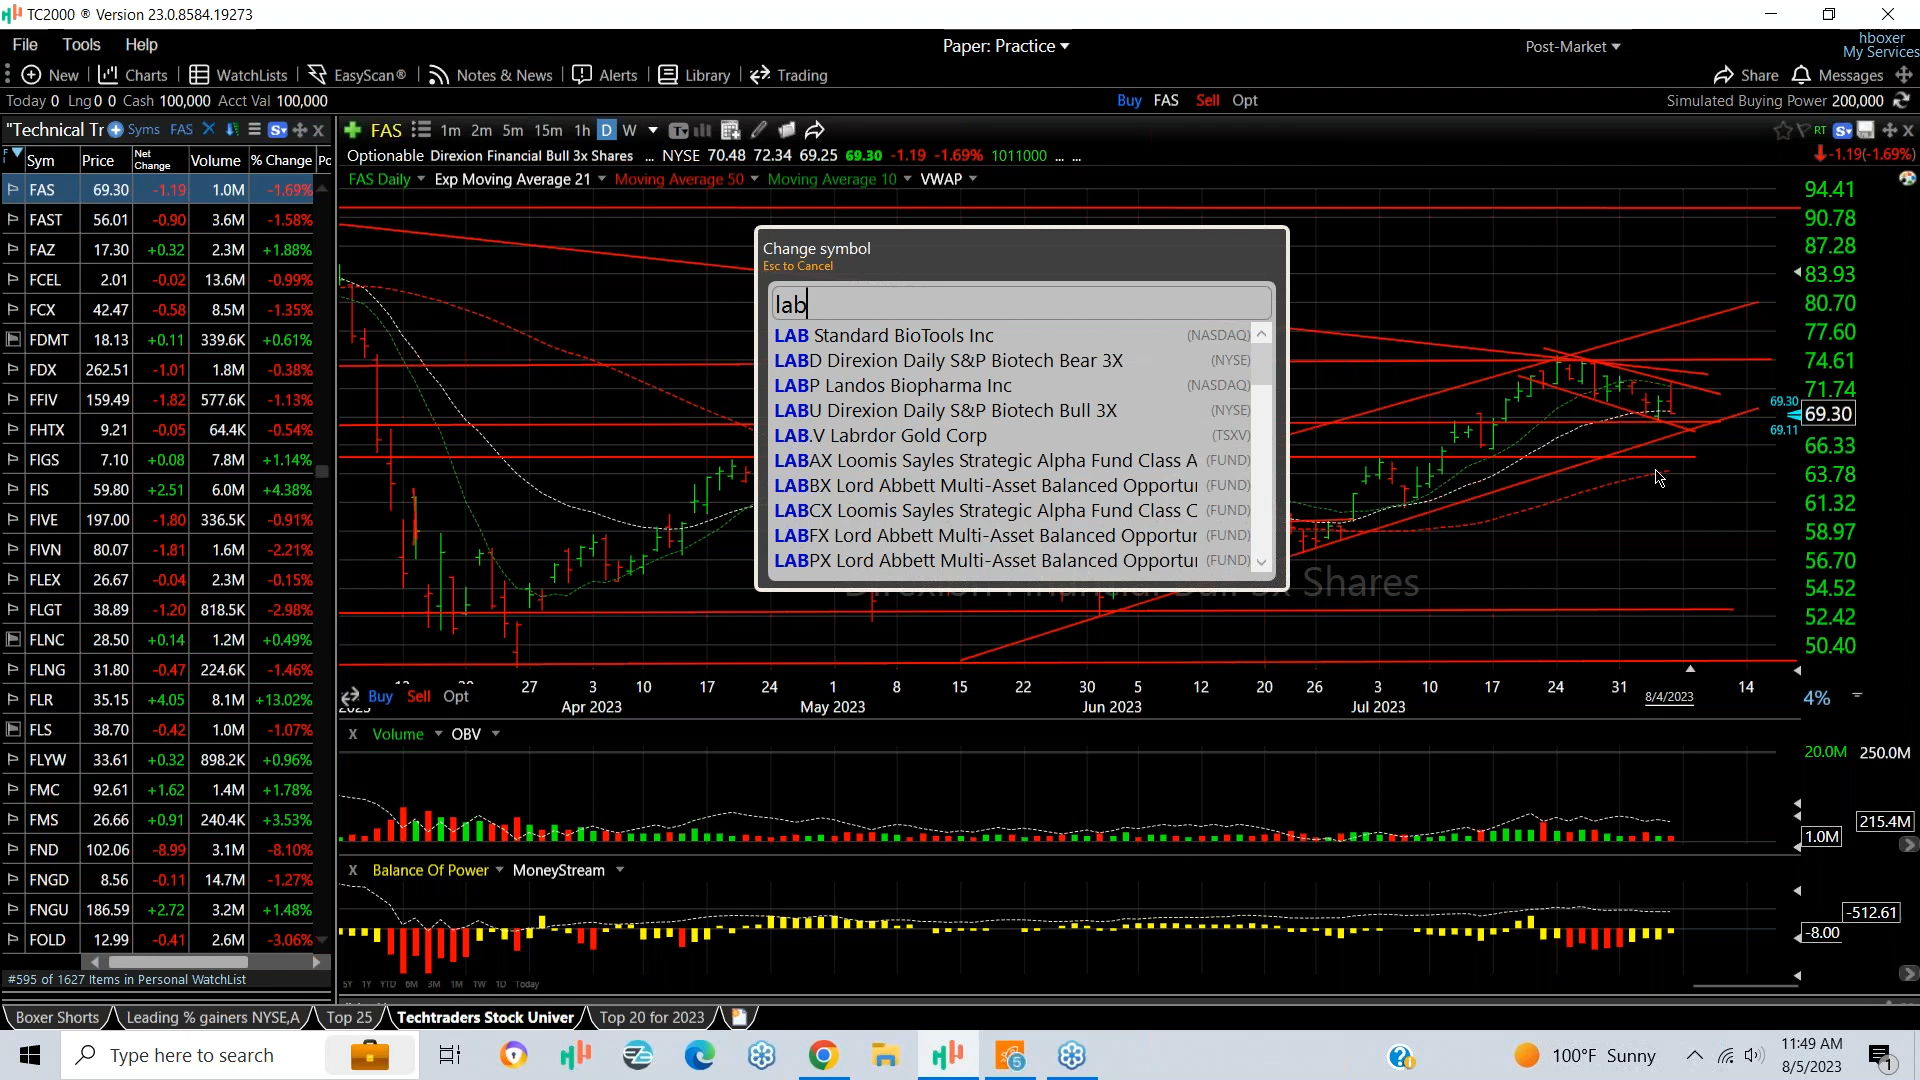 TC2000 ® Version 23.0.8584.19273
File Tools Help
Paper: Practice
Post-Market
hboxer
My Services
New Charts WatchLists EasyScan® Notes & News Alerts Library Trading
Share Messages
Today 0 Lng 0 0 Cash 100,000 Acct Val 100,000
Buy FAS Sell Opt
Simulated Buying Power 200,000
"Technical Tr Syms FAS
FAS 1m 2m 5m 15m 1h D W
RT
Sym Price Net Change Volume % Change Pc
FAS 69.30 -1.19 1.0M -1.69%
FAST 56.01 -0.90 3.6M -1.58%
FAZ 17.30 +0.32 2.3M +1.88%
FCEL 2.01 -0.02 13.6M -0.99%
FCX 42.47 -0.58 8.5M -1.35%
FDMT 18.13 +0.11 339.6K +0.61%
FDX 262.51 -1.01 1.8M -0.38%
FFIV 159.49 -1.82 577.6K -1.13%
FHTX 9.21 -0.05 64.4K -0.54%
FIGS 7.10 +0.08 7.8M +1.14%
FIS 59.80 +2.51 6.0M +4.38%
FIVE 197.00 -1.80 336.5K -0.91%
FIVN 80.07 -1.81 1.6M -2.21%
FLEX 26.67 -0.04 2.3M -0.15%
FLGT 38.89 -1.20 818.5K -2.98%
FLNC 28.50 +0.14 1.2M +0.49%
FLNG 31.80 -0.47 224.6K -1.46%
FLR 35.15 +4.05 8.1M +13.02%
FLS 38.70 -0.42 1.0M -1.07%
FLYW 33.61 +0.32 898.2K +0.96%
FMC 92.61 +1.62 1.4M +1.78%
FMS 26.66 +0.91 240.4K +3.53%
FND 102.06 -8.99 3.1M -8.10%
FNGD 8.56 -0.11 14.7M -1.27%
FNGU 186.59 +2.72 3.2M +1.48%
FOLD 12.99 -0.41 2.6M -3.06%
#595 of 1627 Items in Personal WatchList
Optionable Direxion Financial Bull 3x Shares ... NYSE 70.48 72.34 69.25 69.30 -1.19 -1.69% 1011000 ... ...
-1.19(-1.69%)
FAS Daily Exp Moving Average 21 Moving Average 50 Moving Average 10 VWAP
Change symbol
Esc to Cancel
lab
LAB Standard BioTools Inc (NASDAQ)
LABD Direxion Daily S&P Biotech Bear 3X (NYSE)
LABP Landos Biopharma Inc (NASDAQ)
LABU Direxion Daily S&P Biotech Bull 3X (NYSE)
LAB.V Labrdor Gold Corp (TSXV)
LABAX Loomis Sayles Strategic Alpha Fund Class A (FUND)
LABBX Lord Abbett Multi-Asset Balanced Opportu (FUND)
LABCX Loomis Sayles Strategic Alpha Fund Class C (FUND)
LABFX Lord Abbett Multi-Asset Balanced Opportu (FUND)
LABPX Lord Abbett Multi-Asset Balanced Opportu (FUND)
Direxion Financial Bull 3x Shares
94.41
90.78
87.28
83.93
80.70
77.60
74.61
71.74
69.30 69.30
69.11
66.33
63.78
61.32
58.97
56.70
54.52
52.42
50.40
27 3 10 17 24 1 8 15 22 30 5 12 20 26 3 10 17 24 31 14
Buy Sell Opt
8/4/2023
4%
Apr 2023 May 2023 Jun 2023 Jul 2023
X Volume OBV
20.0M 250.0M
215.4M
1.0M
X Balance Of Power MoneyStream
-512.61
-8.00
5Y 1Y YTD 6M 3M 1M 1W 1D Today
Boxer Shorts Leading % gainers NYSE,A Top 25 Techtraders Stock Univer Top 20 for 2023
Type here to search
5
100°F Sunny
11:49 AM
8/5/2023
1